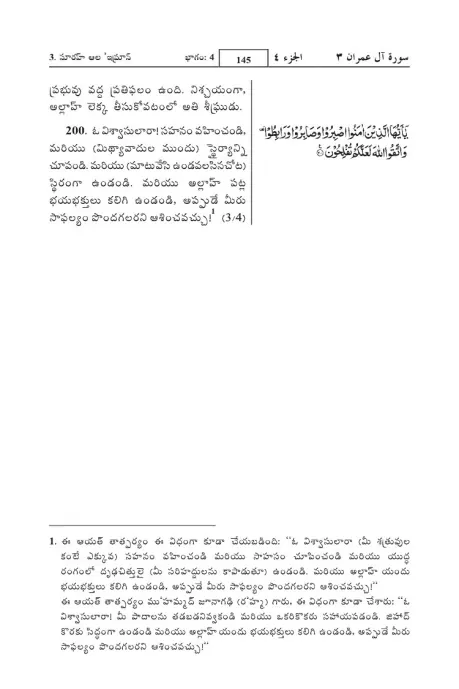 3. సూరహ్ ఆల 'ఇమ్రాన్ భాగం: 4 145 الجزء ٤ سورة آل عمران ٣
ప్రభువు వద్ద ప్రతిఫలం ఉంది. నిశ్చయంగా,
అల్లాహ్ లెక్క తీసుకోవటంలో అతి శీఘ్రుడు.
200. ఓ విశ్వాసులారా! సహనం వహించండి,
మరియు (మిథ్యావాదుల ముందు) స్థైర్యాన్ని
చూపండి. మరియు (మాటువేసి ఉండవలసినచోట)
స్థిరంగా ఉండండి. మరియు అల్లాహ్ పట్ల
భయభక్తులు కలిగి ఉండండి, అప్పుడే మీరు
సాఫల్యం పొందగలరని ఆశించవచ్చు!1 (3/4)
يَٰٓأَيُّهَا ٱلَّذِينَ ءَامَنُوا۟ ٱصْبِرُوا۟ وَصَابِرُوا۟ وَرَابِطُوا۟
وَٱتَّقُوا۟ ٱللَّهَ لَعَلَّكُمْ تُفْلِحُونَ
1. ఈ ఆయత్ తాత్పర్యం ఈ విధంగా కూడా చేయబడింది: "ఓ విశ్వాసులారా (మీ శత్రువుల
కంటే ఎక్కువ) సహనం వహించండి మరియు సాహసం చూపించండి మరియు యుద్ధ
రంగంలో దృఢచిత్తులై (మీ సరిహద్దులను కాపాడుతూ) ఉండండి. మరియు అల్లాహ్ యందు
భయభక్తులు కలిగి ఉండండి, అప్పుడే మీరు సాఫల్యం పొందగలరని ఆశించవచ్చు!"
ఈ ఆయత్ తాత్పర్యం ము'హమ్మద్ జూనాగఢి (ర'హ్మా) గారు, ఈ విధంగా కూడా చేశారు: "ఓ
విశ్వాసులారా! మీ పాదాలను తడబడనివ్వకండి మరియు ఒకరికొకరు సహాయపడండి. జిహాద్
కొరకు సిద్ధంగా ఉండండి మరియు అల్లాహ్ యందు భయభక్తులు కలిగి ఉండండి, అప్పుడే మీరు
సాఫల్యం పొందగలరని ఆశించవచ్చు!"